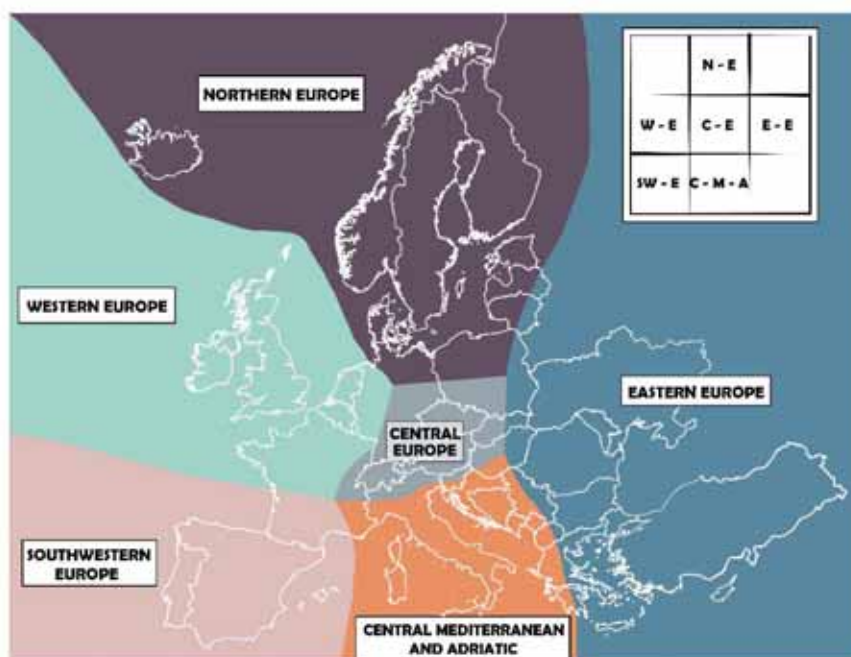 NORTHERN EUROPE
N - E
W - E C - E E - E
SW - E C - M - A
WESTERN EUROPE
EASTERN EUROPE
CENTRAL
EUROPE
SOUTHWESTERN
EUROPE
CENTRAL MEDITERRANEAN
AND ADRIATIC